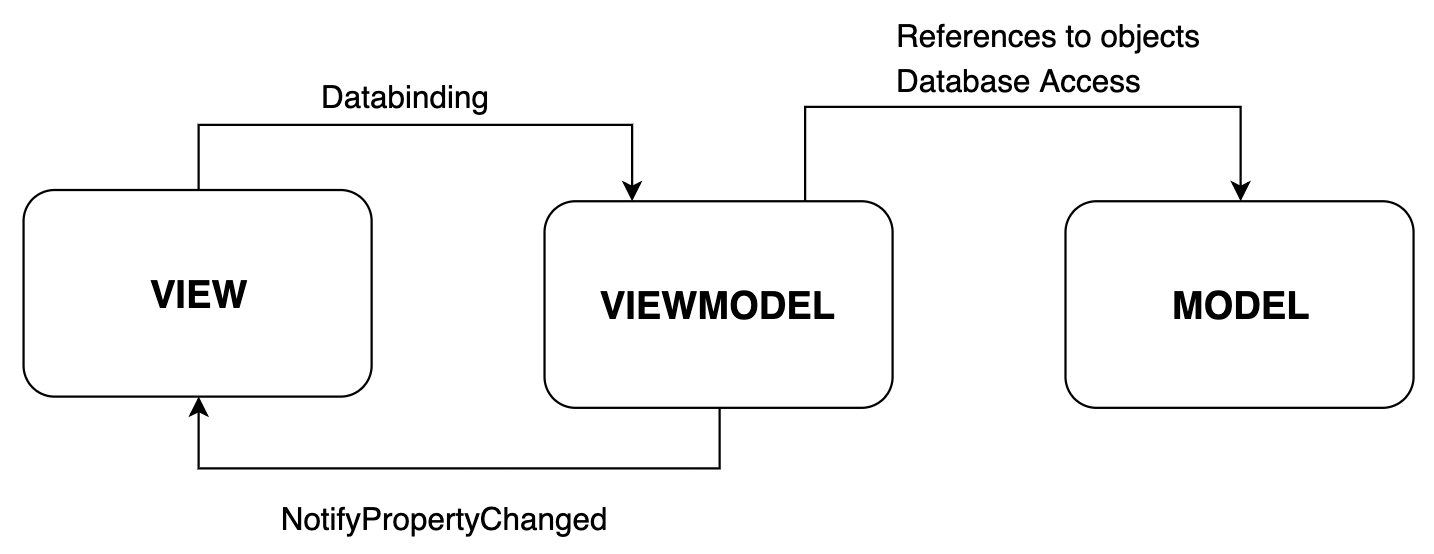 References to objects
Database Access
Databinding
VIEW
VIEWMODEL
MODEL
NotifyPropertyChanged